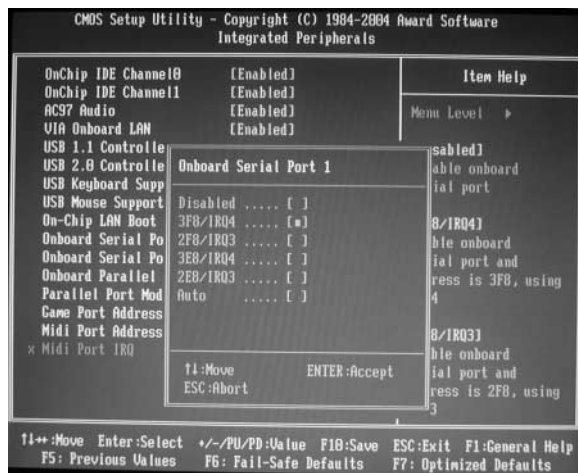 CMOS Setup Utility - Copyright (C) 1984-2004 Award Software
Integrated Peripherals
OnChip IDE Channel0 [Enabled]
OnChip IDE Channel1 [Enabled]
AC97 Audio [Enabled]
VIA Onboard LAN [Enabled]
USB 1.1 Controlle
USB 2.0 Controlle
USB Keyboard Supp
USB Mouse Support
On-Chip LAN Boot
Onboard Serial Po
Onboard Serial Po
Onboard Parallel
Parallel Port Mod
Game Port Address
Midi Port Address
x Midi Port IRQ
Onboard Serial Port 1
Disabled ..... [ ]
3F8/IRQ4 ..... [■]
2F8/IRQ3 ..... [ ]
3E8/IRQ4 ..... [ ]
2E8/IRQ3 ..... [ ]
Auto ..... [ ]
↑↓:Move ENTER:Accept
ESC:Abort
Item Help
Menu Level ▸
sabled]
able onboard
ial port
8/IRQ4]
ble onboard
ial port and
ress is 3F8, using
4
8/IRQ3]
ble onboard
ial port and
ress is 2F8, using
3
↑↓→←:Move Enter:Select +/-/PU/PD:Value F10:Save ESC:Exit F1:General Help
F5: Previous Values F6: Fail-Safe Defaults F7: Optimized Defaults